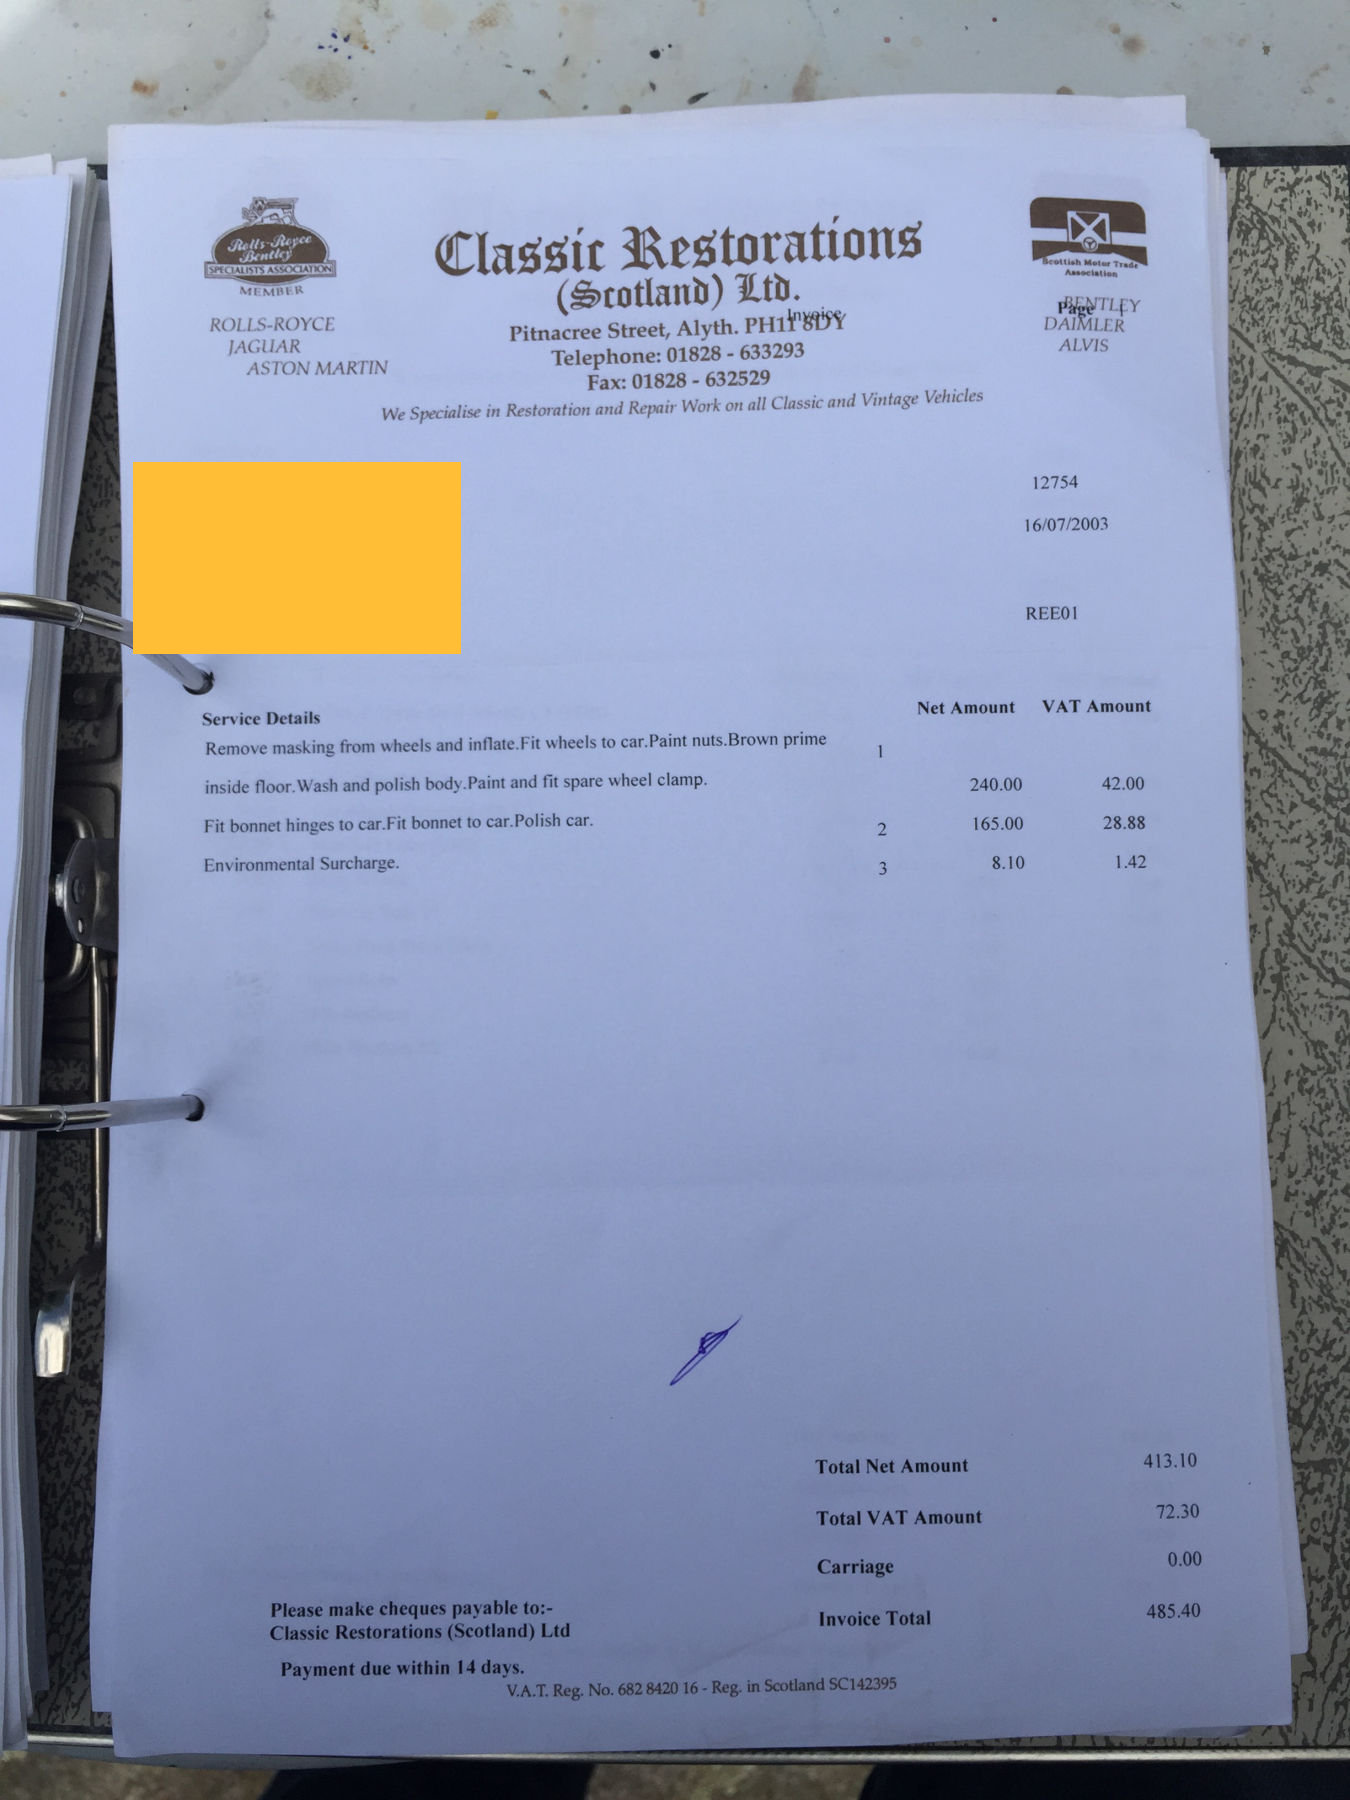 Rolls-Royce
Bentley
SPECIALISTS ASSOCIATION
MEMBER
ROLLS-ROYCE
JAGUAR
ASTON MARTIN
Classic Restorations
(Scotland) Ltd.
Invoice
Pitnacree Street, Alyth. PH11 8DY
Telephone: 01828 - 633293
Fax: 01828 - 632529
We Specialise in Restoration and Repair Work on all Classic and Vintage Vehicles
Scottish Motor Trade
Association
Page 1
BENTLEY
DAIMLER
ALVIS
12754
16/07/2003
REE01
Service Details Net Amount VAT Amount
Remove masking from wheels and inflate.Fit wheels to car.Paint nuts.Brown prime 1
inside floor.Wash and polish body.Paint and fit spare wheel clamp. 240.00 42.00
Fit bonnet hinges to car.Fit bonnet to car.Polish car. 2 165.00 28.88
Environmental Surcharge. 3 8.10 1.42
Total Net Amount 413.10
Total VAT Amount 72.30
Carriage 0.00
Invoice Total 485.40
Please make cheques payable to:-
Classic Restorations (Scotland) Ltd
Payment due within 14 days.
V.A.T. Reg. No. 682 8420 16 - Reg. in Scotland SC142395